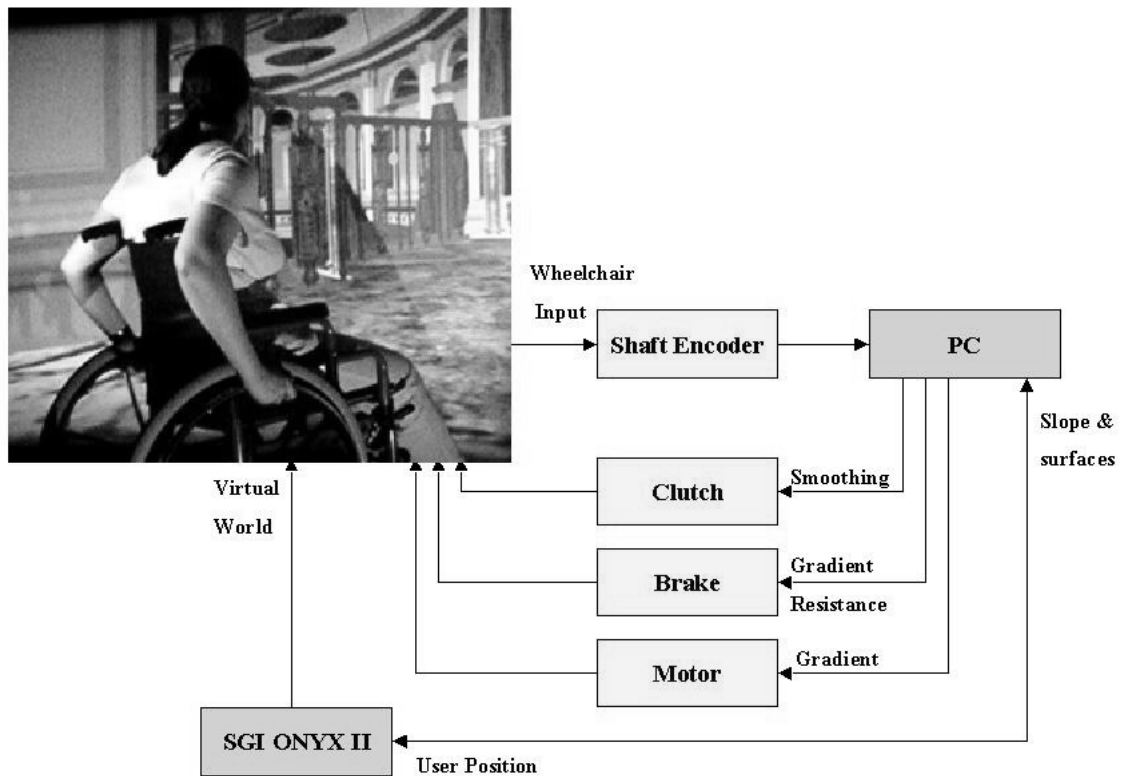 Wheelchair
Input
Shaft Encoder
PC
Slope &
surfaces
Virtual
World
Clutch
Smoothing
Brake
Gradient
Resistance
Motor
Gradient
SGI ONYX II
User Position